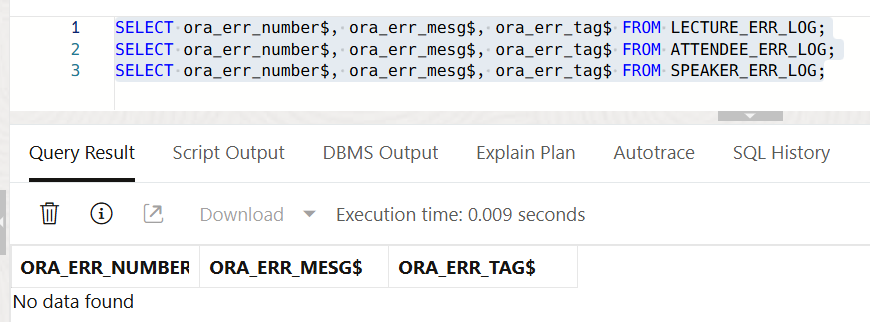 1 SELECT ora_err_number$, ora_err_mesg$, ora_err_tag$ FROM LECTURE_ERR_LOG;
2 SELECT ora_err_number$, ora_err_mesg$, ora_err_tag$ FROM ATTENDEE_ERR_LOG;
3 SELECT ora_err_number$, ora_err_mesg$, ora_err_tag$ FROM SPEAKER_ERR_LOG;
Query Result Script Output DBMS Output Explain Plan Autotrace SQL History
Download Execution time: 0.009 seconds
ORA_ERR_NUMBER ORA_ERR_MESG$ ORA_ERR_TAG$
No data found